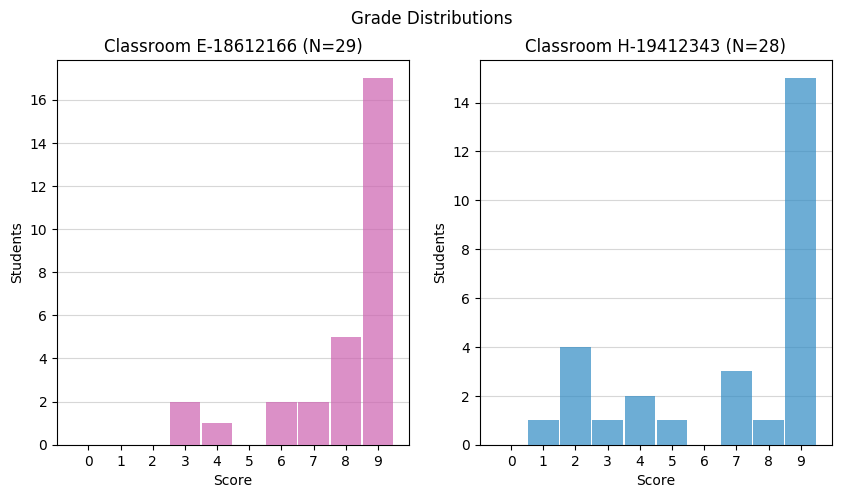 Grade Distributions
Classroom E-18612166 (N=29)
Students
16
14
12
10
8
6
4
2
0
0 1 2 3 4 5 6 7 8 9
Score
Classroom H-19412343 (N=28)
Students
14
12
10
8
6
4
2
0
0 1 2 3 4 5 6 7 8 9
Score